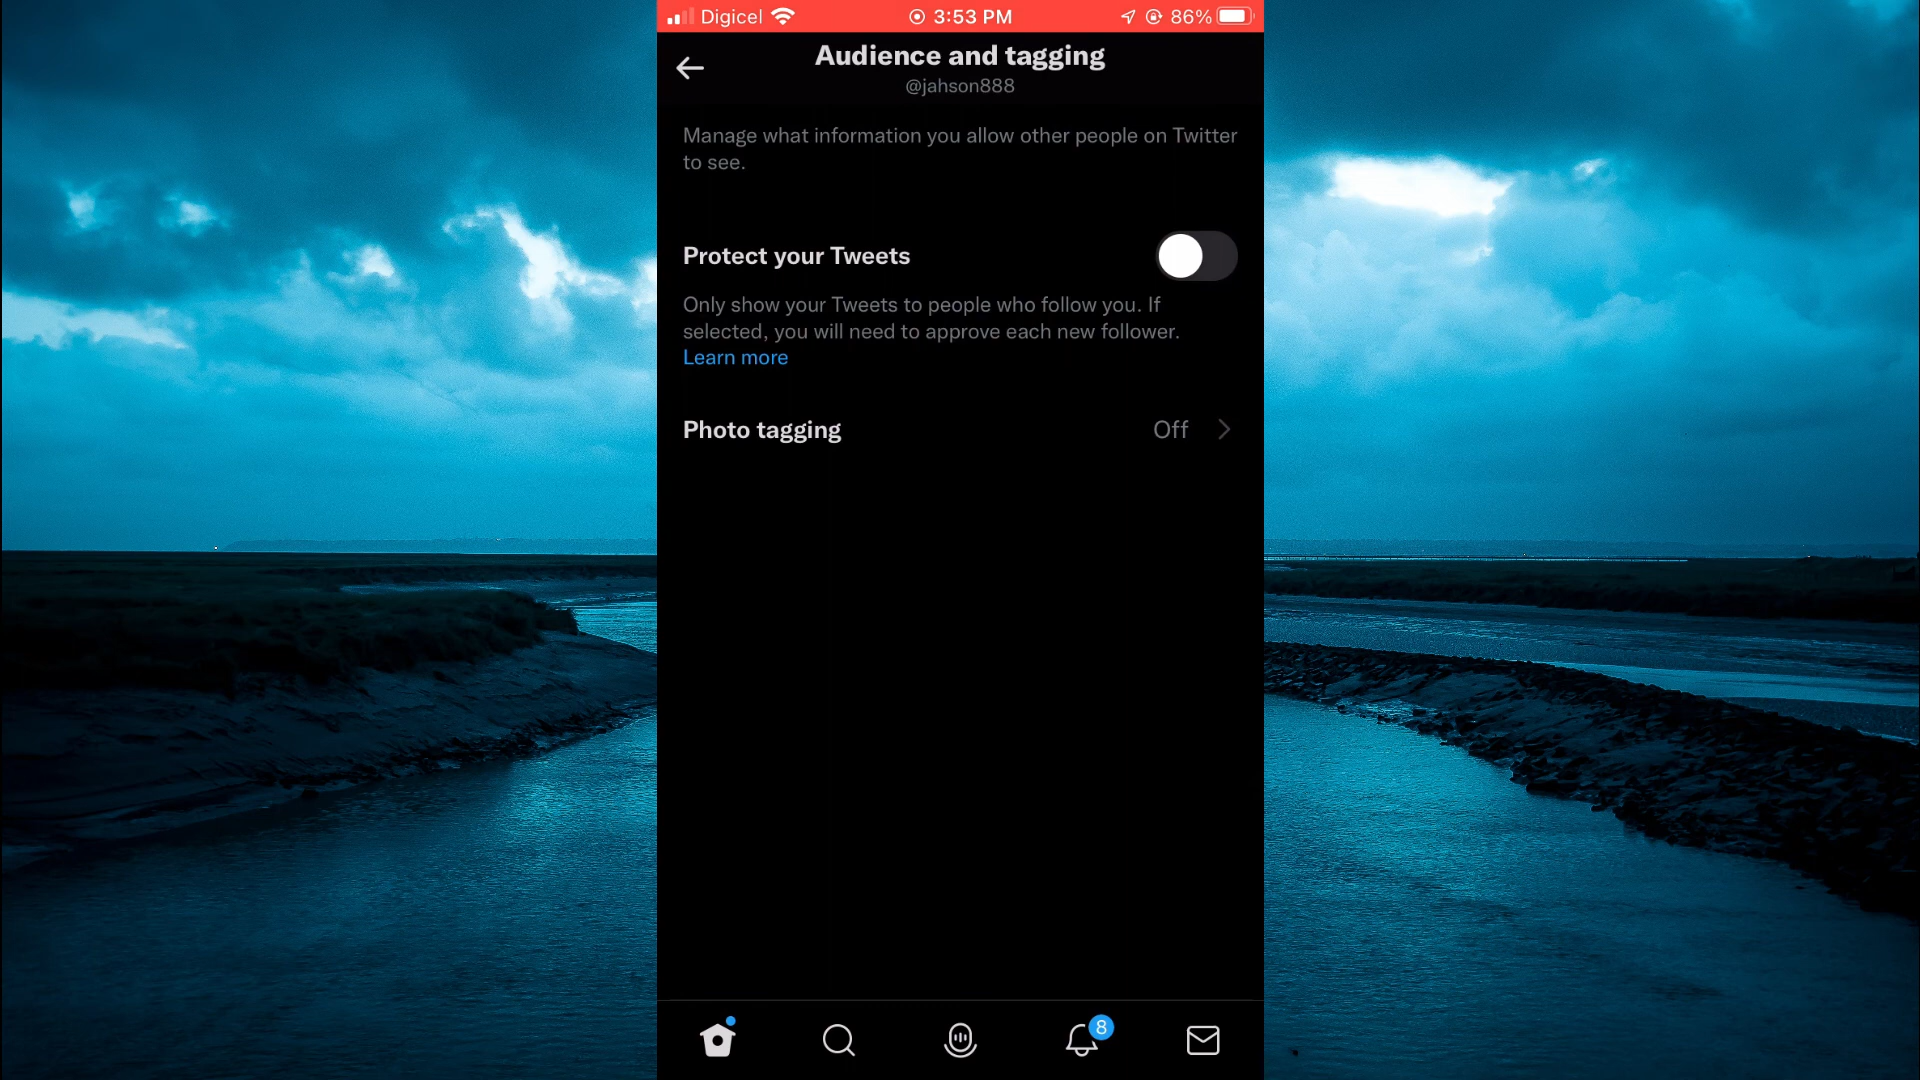 Digicel 3:53 PM 86%
Audience and tagging
@jahson888
Manage what information you allow other people on Twitter
to see.
Protect your Tweets
Only show your Tweets to people who follow you. If
selected, you will need to approve each new follower.
Learn more
Photo tagging Off
8